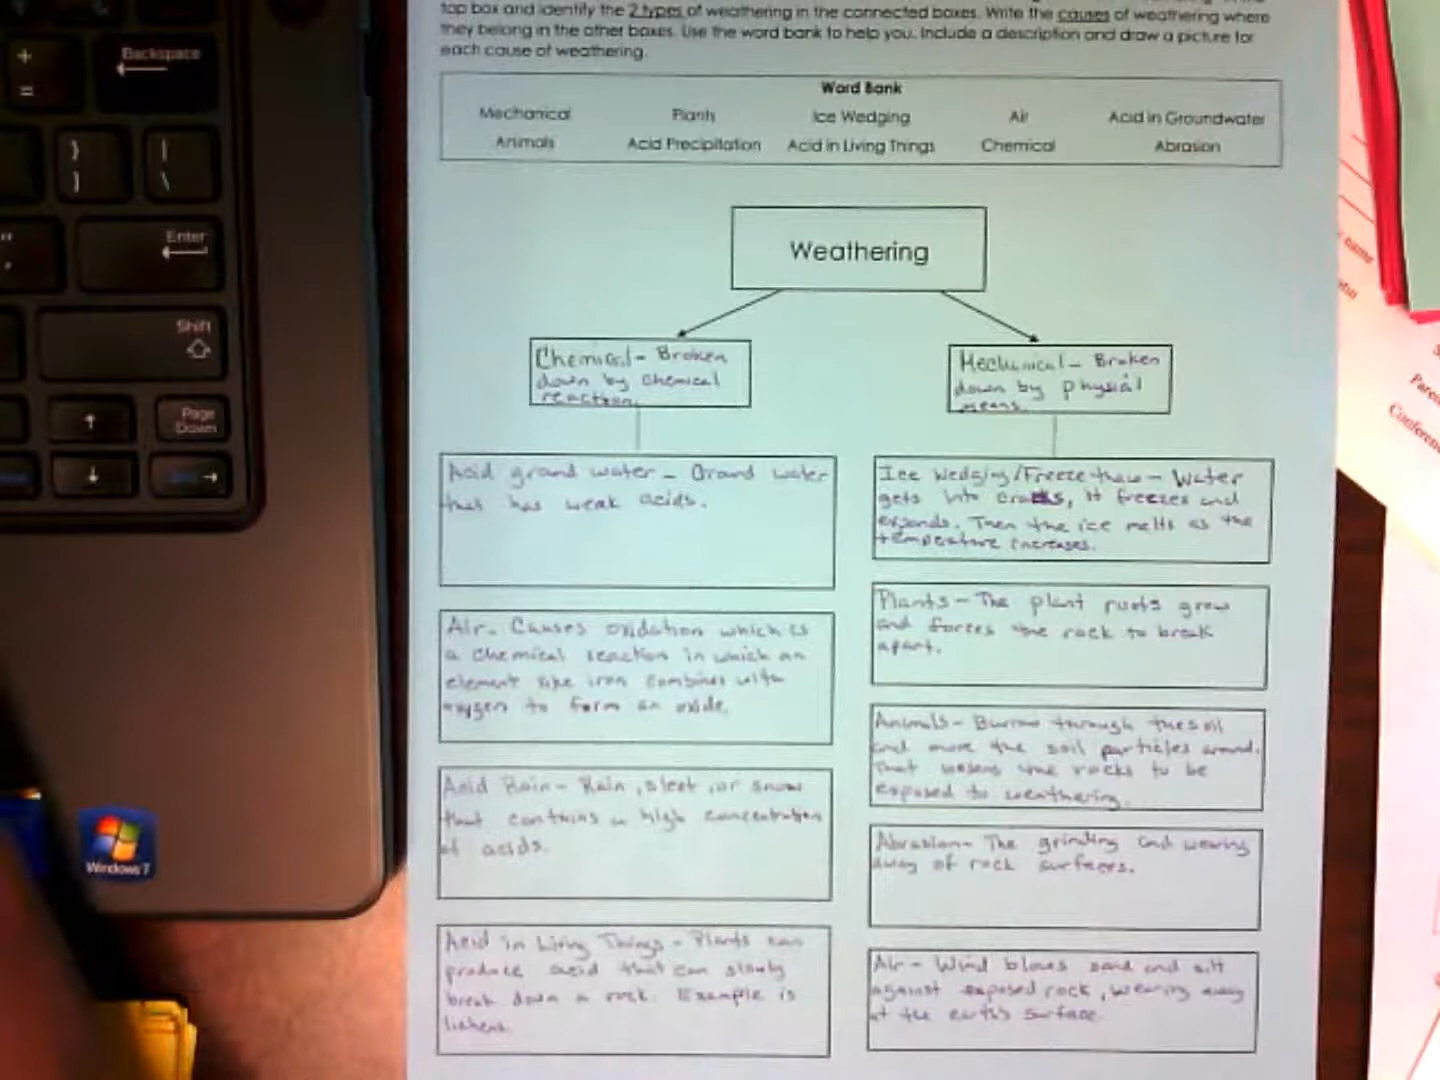 top box and identify the 2 types of weathering in the connected boxes. Write the causes of weathering where
they belong in the other boxes. Use the word bank to help you. Include a description and draw a picture for
each cause of weathering.
Word Bank
Mechanical Plants Ice Wedging Air Acid in Groundwater
Animals Acid Precipitation Acid in Living Things Chemical Abrasion
Weathering
Chemical - Broken
down by chemical
reaction.
Mechanical - Broken
down by physical
means.
Acid grand water - Grand water
that has weak acids.
Air. Causes oxidation which is
a chemical reaction in which an
element like iron combines with
oxygen to form an oxide.
Acid Rain - Rain, sleet, or snow
that contains a high concentration
of acids.
Acid in Living Things - Plants can
produce acid that can slowly
break down a rock. Example is
lichens.
Ice Wedging/Freeze thaw - Water
gets into cracks, it freezes and
expands. Then the ice melts as the
temperature increases.
Plants - The plant roots grow
and forces the rock to break
apart.
Animals - Burrow through the soil
and move the soil particles around.
That the rocks to be
exposed to weathering.
Abrasion - The grinding and wearing
away of rock surfaces.
Air - Wind blows sand and silt
against exposed rock, wearing away
at the earth's surface.
+
=
Backspace
}
]
|
\
"
'
Enter
Shift
Page
Down
Windows 7
name
Conferen